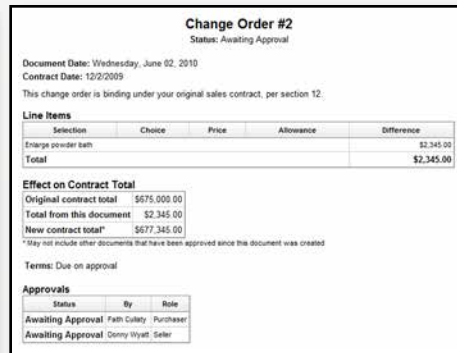 Change Order #2
Status: Awaiting Approval
Document Date: Wednesday, June 02, 2010
Contract Date: 12/2/2009
This change order is binding under your original sales contract, per section 12.
Line Items
Selection Choice Price Allowance Difference
Enlarge powder bath $2,345.00
Total $2,345.00
Effect on Contract Total
Original contract total $675,000.00
Total from this document $2,345.00
New contract total* $677,345.00
* May not include other documents that have been approved since this document was created
Terms: Due on approval
Approvals
Status By Role
Awaiting Approval Faith Cullaty Purchaser
Awaiting Approval Donny Wyatt Seller